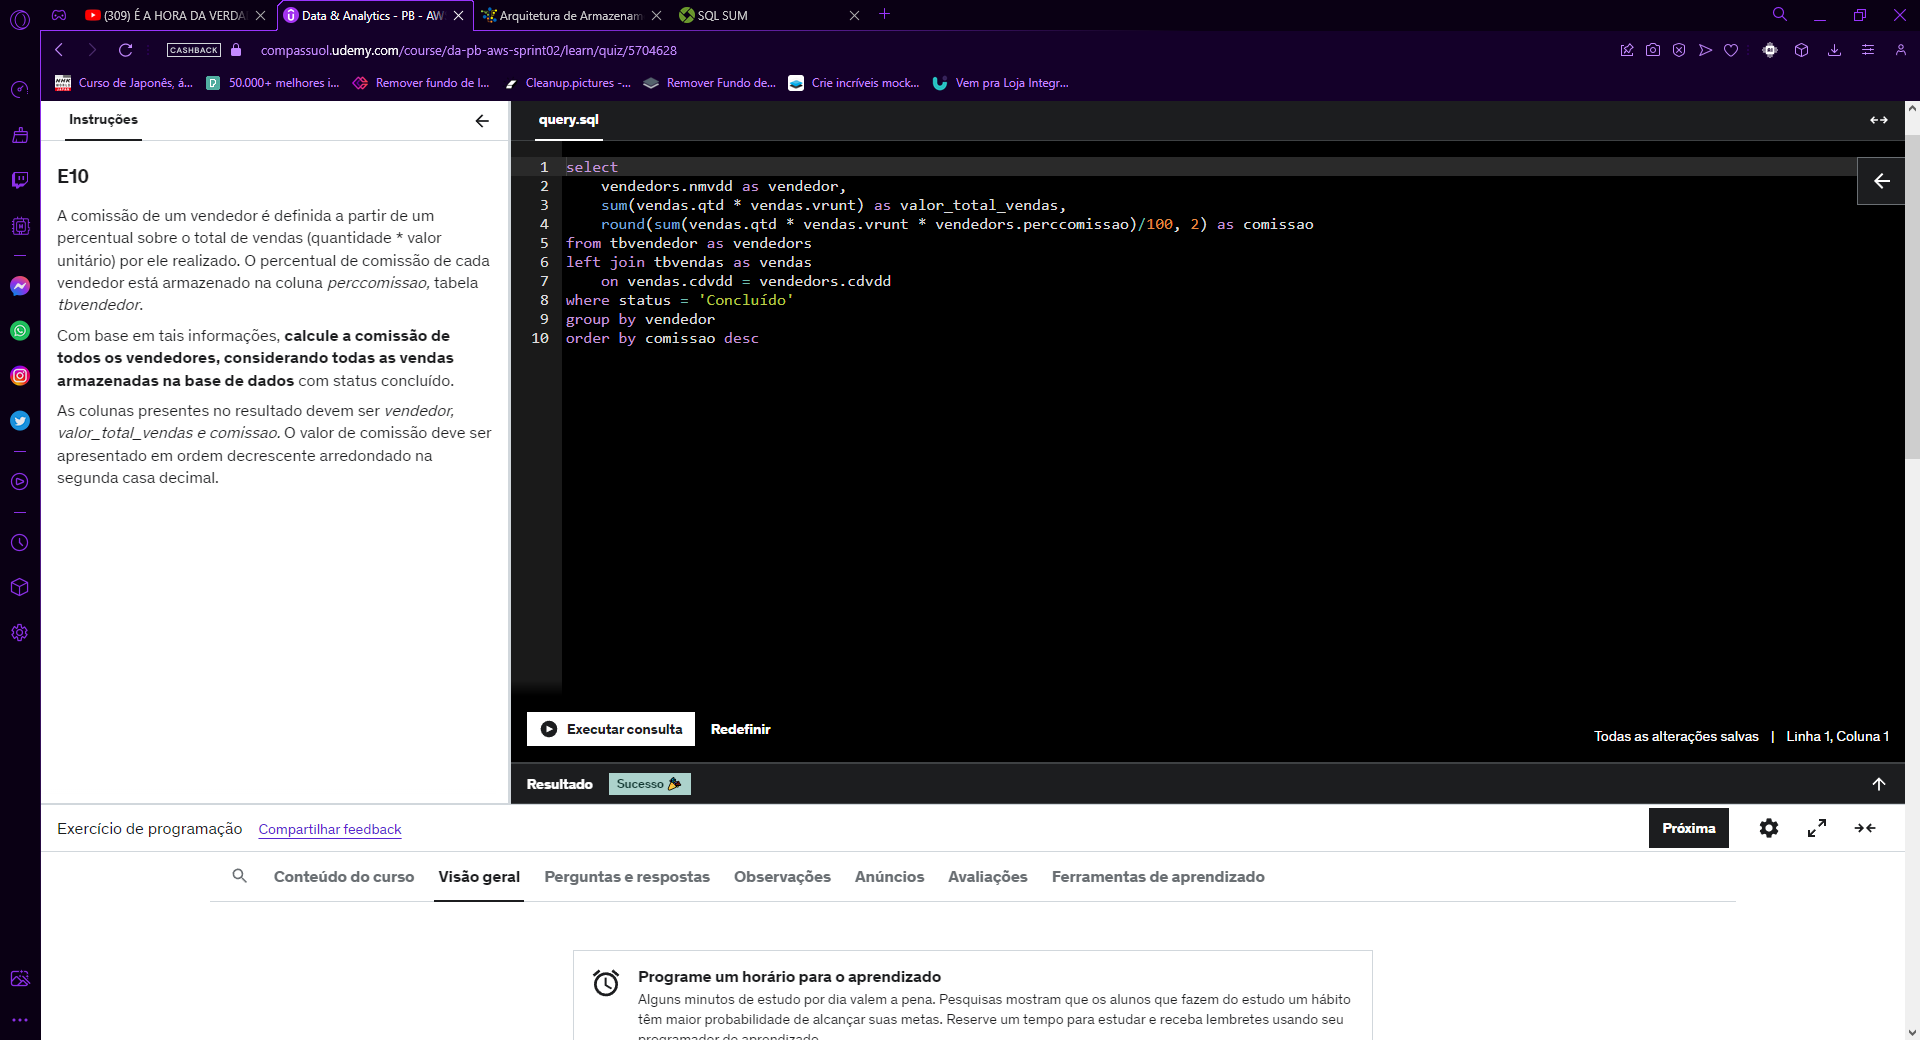 (309) É A HORA DA VERDA
Data & Analytics - PB - AW
Arquitetura de Armazenam
SQL SUM
CASHBACK
compassuol.udemy.com/course/da-pb-aws-sprint02/learn/quiz/5704628
Curso de Japonês, á...
50.000+ melhores i...
Remover fundo de I...
Cleanup.pictures -...
Remover Fundo de...
Crie incríveis mock...
Vem pra Loja Integr...
Instruções
E10
A comissão de um vendedor é definida a partir de um
percentual sobre o total de vendas (quantidade * valor
unitário) por ele realizado. O percentual de comissão de cada
vendedor está armazenado na coluna perccomissao, tabela
tbvendedor.
Com base em tais informações, calcule a comissão de
todos os vendedores, considerando todas as vendas
armazenadas na base de dados com status concluído.
As colunas presentes no resultado devem ser vendedor,
valor_total_vendas e comissao. O valor de comissão deve ser
apresentado em ordem decrescente arredondado na
segunda casa decimal.
query.sql
1 select
2     vendedors.nmvdd as vendedor,
3     sum(vendas.qtd * vendas.vrunt) as valor_total_vendas,
4     round(sum(vendas.qtd * vendas.vrunt * vendedors.perccomissao)/100, 2) as comissao
5 from tbvendedor as vendedors
6 left join tbvendas as vendas
7     on vendas.cdvdd = vendedors.cdvdd
8 where status = 'Concluído'
9 group by vendedor
10 order by comissao desc
Executar consulta
Redefinir
Todas as alterações salvas | Linha 1, Coluna 1
Resultado
Sucesso
Exercício de programação
Compartilhar feedback
Próxima
Conteúdo do curso
Visão geral
Perguntas e respostas
Observações
Anúncios
Avaliações
Ferramentas de aprendizado
Programe um horário para o aprendizado
Alguns minutos de estudo por dia valem a pena. Pesquisas mostram que os alunos que fazem do estudo um hábito
têm maior probabilidade de alcançar suas metas. Reserve um tempo para estudar e receba lembretes usando seu
programador de aprendizado.